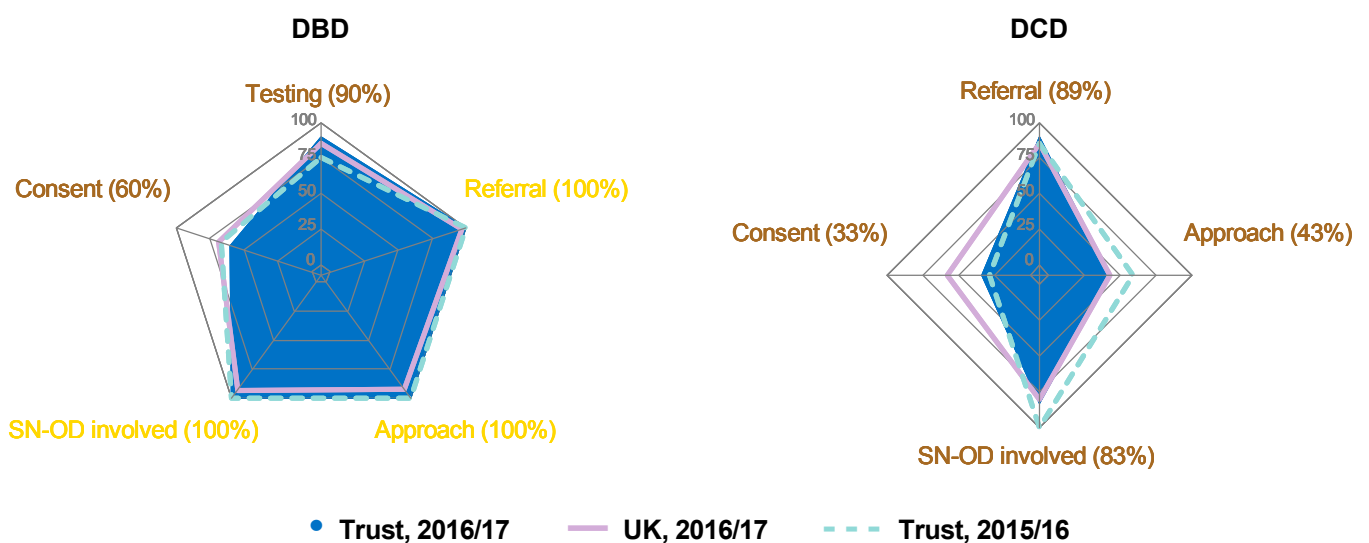 DBD
Testing (90%)
100
75
50
25
0
Consent (60%)
Referral (100%)
SN-OD involved (100%)
Approach (100%)
DCD
Referral (89%)
100
75
50
25
0
Consent (33%)
Approach (43%)
SN-OD involved (83%)
Trust, 2016/17
UK, 2016/17
Trust, 2015/16